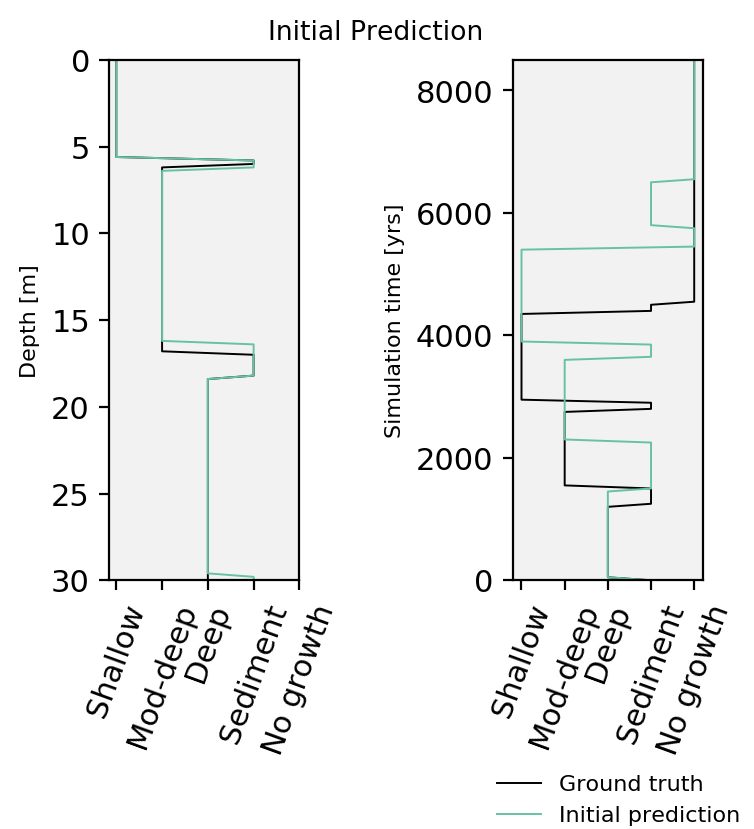 Initial Prediction
Depth [m]
0
5
10
15
20
25
30
Shallow
Mod-deep
Deep
Sediment
No growth
Simulation time [yrs]
8000
6000
4000
2000
0
Shallow
Mod-deep
Deep
Sediment
No growth
Ground truth
Initial prediction